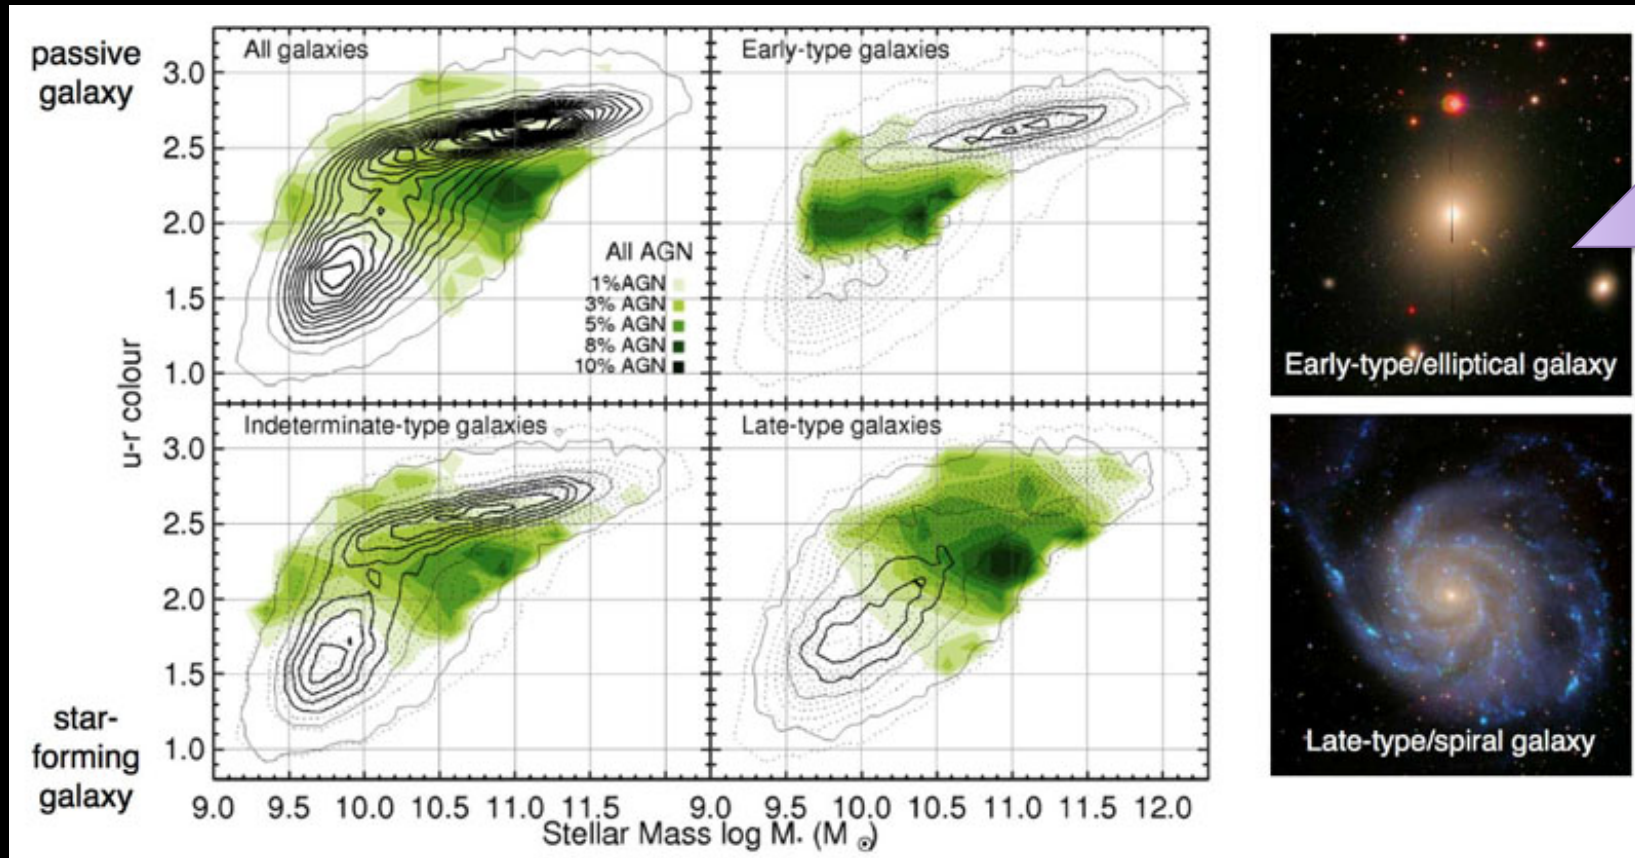 passive
galaxy
All galaxies
Early-type galaxies
3.0
2.5
2.0
1.5
1.0
All AGN
1%AGN
3% AGN
5% AGN
8% AGN
10% AGN
u-r colour
Indeterminate-type galaxies
Late-type galaxies
3.0
2.5
2.0
1.5
1.0
star-
forming
galaxy
9.0 9.5 10.0 10.5 11.0 11.5 9.0 9.5 10.0 10.5 11.0 11.5 12.0
Stellar Mass log M* (M☉)
Early-type/elliptical galaxy
Late-type/spiral galaxy